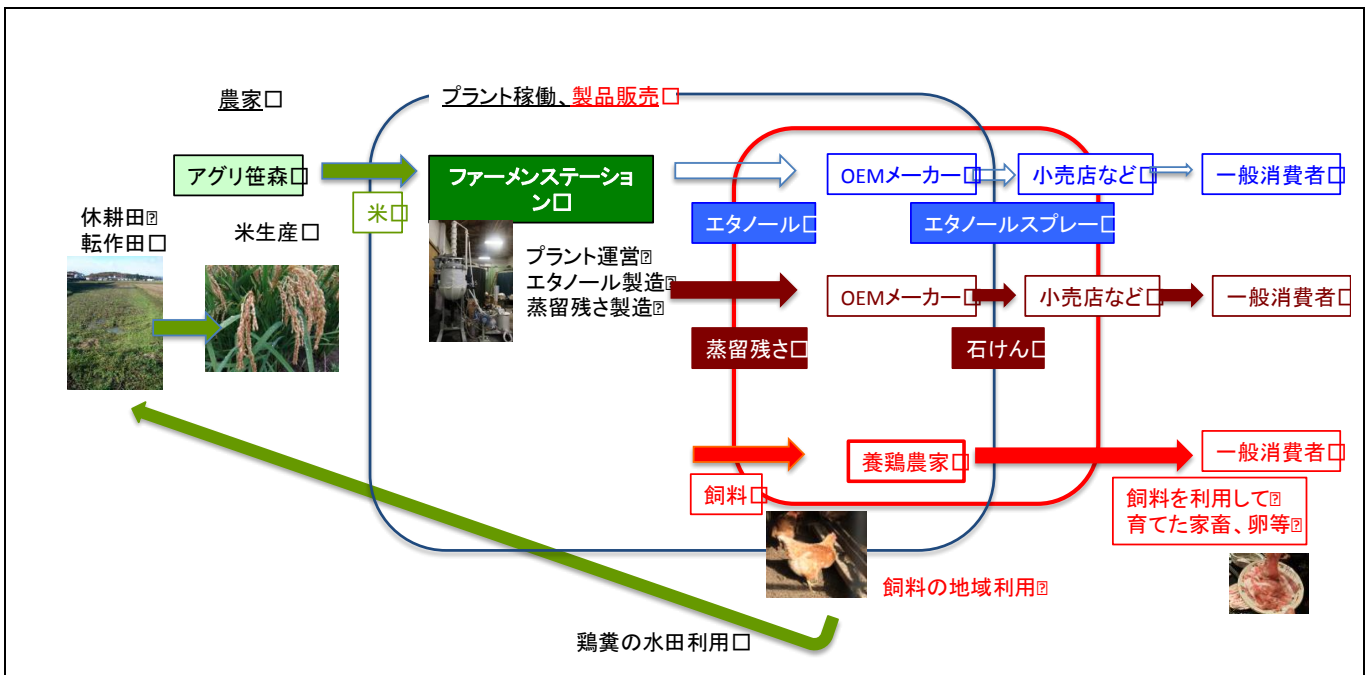 農家
プラント稼働、製品販売
アグリ笹森
ファーメンステーショ
ン
OEMメーカー
小売店など
一般消費者
米
エタノール
エタノールスプレー
休耕田
転作田
米生産
プラント運営
エタノール製造
蒸留残さ製造
OEMメーカー
小売店など
一般消費者
蒸留残さ
石けん
養鶏農家
一般消費者
飼料
飼料を利用して
育てた家畜、卵等
飼料の地域利用
鶏糞の水田利用